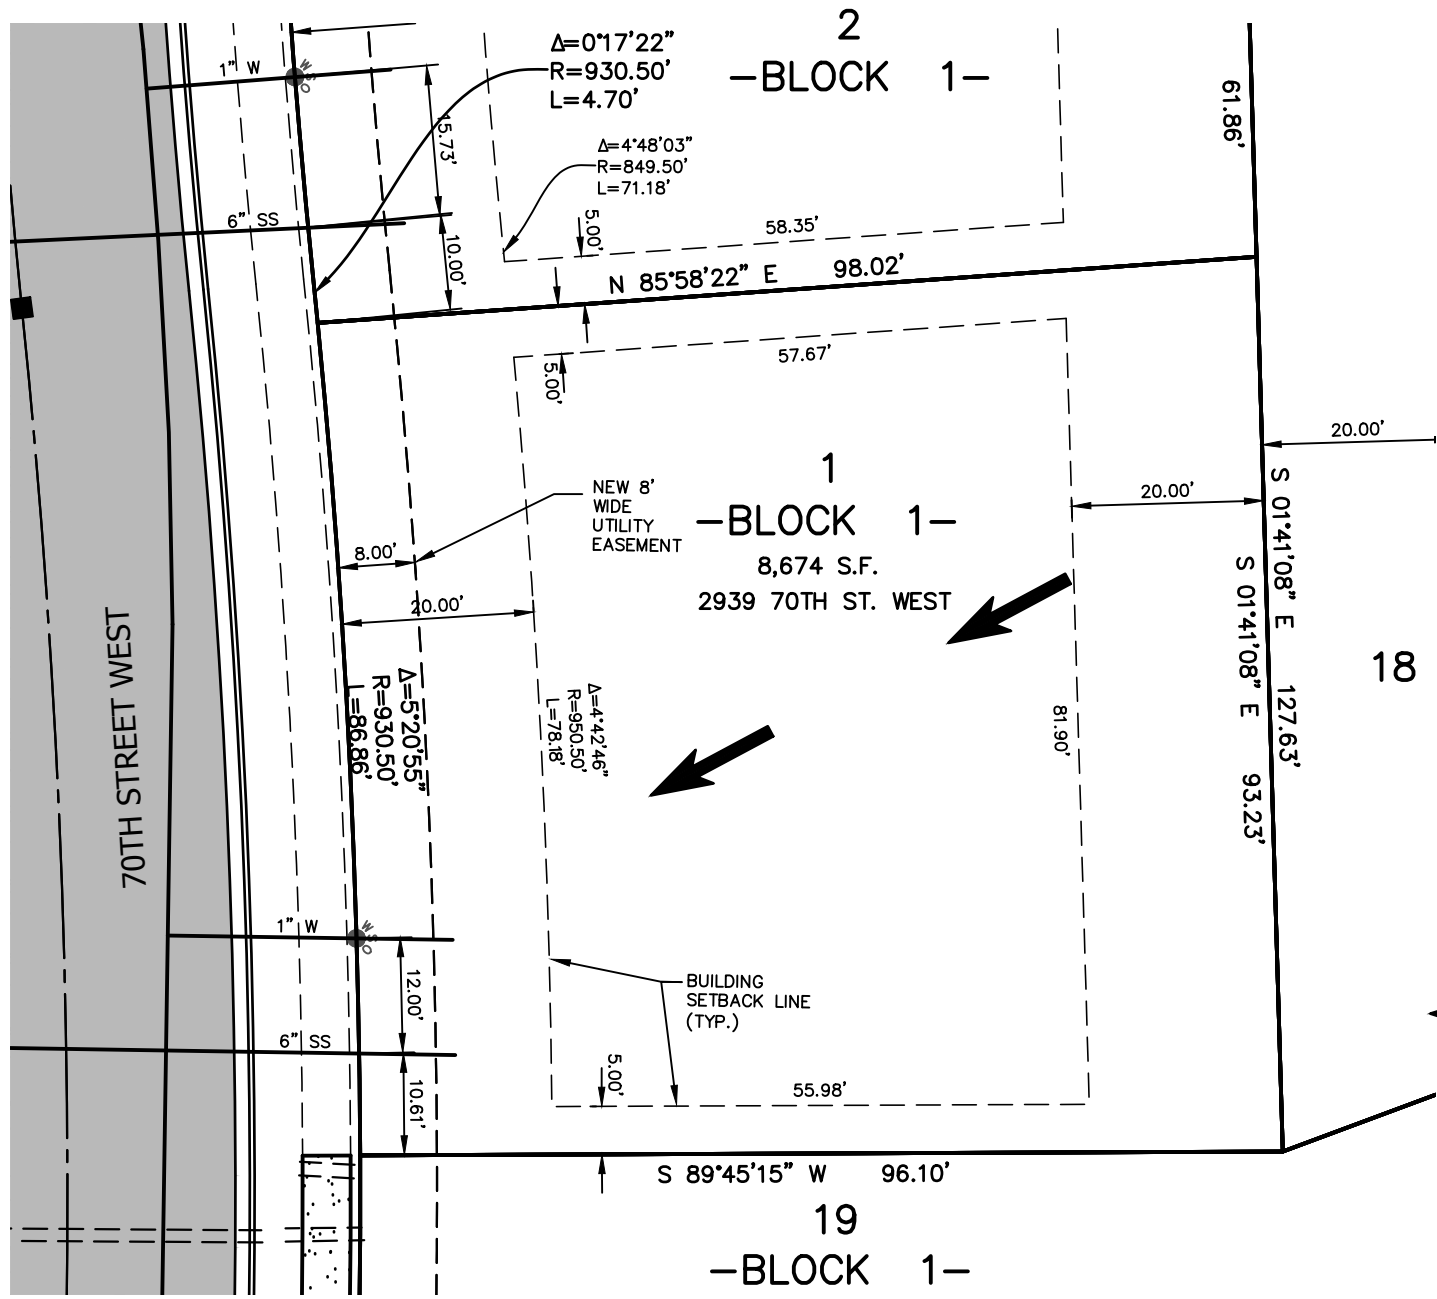 2
-BLOCK 1-
Δ=0°17'22"
R=930.50'
L=4.70'
1" W
WSO
15.73'
61.86'
Δ=4°48'03"
R=849.50'
L=71.18'
6" SS
5.00'
58.35'
10.00'
N 85°58'22" E 98.02'
57.67'
5.00'
20.00'
1
-BLOCK 1-
8,674 S.F.
2939 70TH ST. WEST
NEW 8'
WIDE
UTILITY
EASEMENT
20.00'
8.00'
20.00'
S 01°41'08" E 127.63'
S 01°41'08" E 93.23'
18
70TH STREET WEST
Δ=5°20'55"
R=930.50'
L=86.86'
Δ=4°42'46"
R=950.50'
L=78.18'
81.90'
1" W
WSO
12.00'
BUILDING
SETBACK LINE
(TYP.)
6" SS
10.61'
5.00'
55.98'
S 89°45'15" W 96.10'
19
-BLOCK 1-